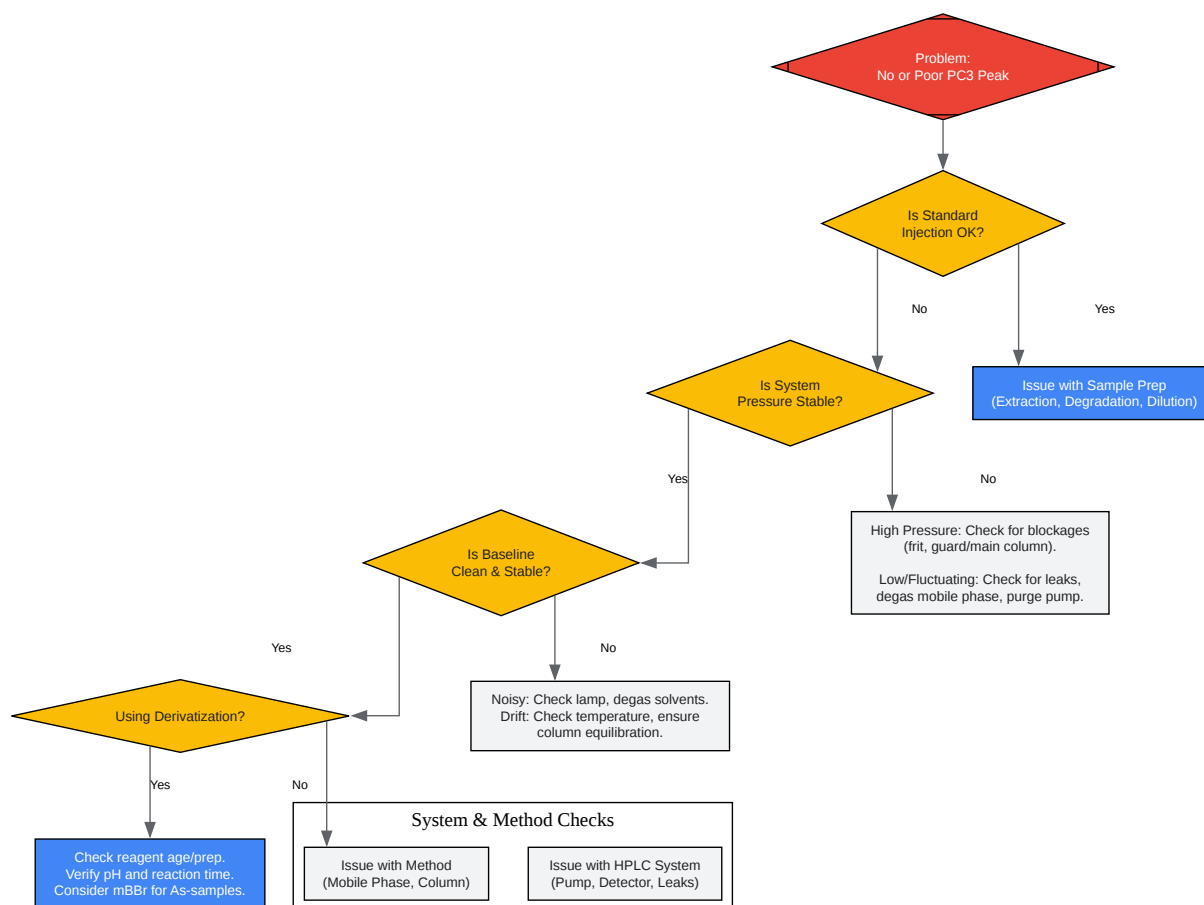 Problem:
No or Poor PC3 Peak
Is Standard
Injection OK?
No
Yes
Is System
Pressure Stable?
Issue with Sample Prep
(Extraction, Degradation, Dilution)
Yes
No
High Pressure: Check for blockages
(frit, guard/main column).
Low/Fluctuating: Check for leaks,
degas mobile phase, purge pump.
Is Baseline
Clean & Stable?
Yes
No
Noisy: Check lamp, degas solvents.
Drift: Check temperature, ensure
column equilibration.
Using Derivatization?
Yes
No
System & Method Checks
Check reagent age/prep.
Verify pH and reaction time.
Consider mBBr for As-samples.
Issue with Method
(Mobile Phase, Column)
Issue with HPLC System
(Pump, Detector, Leaks)